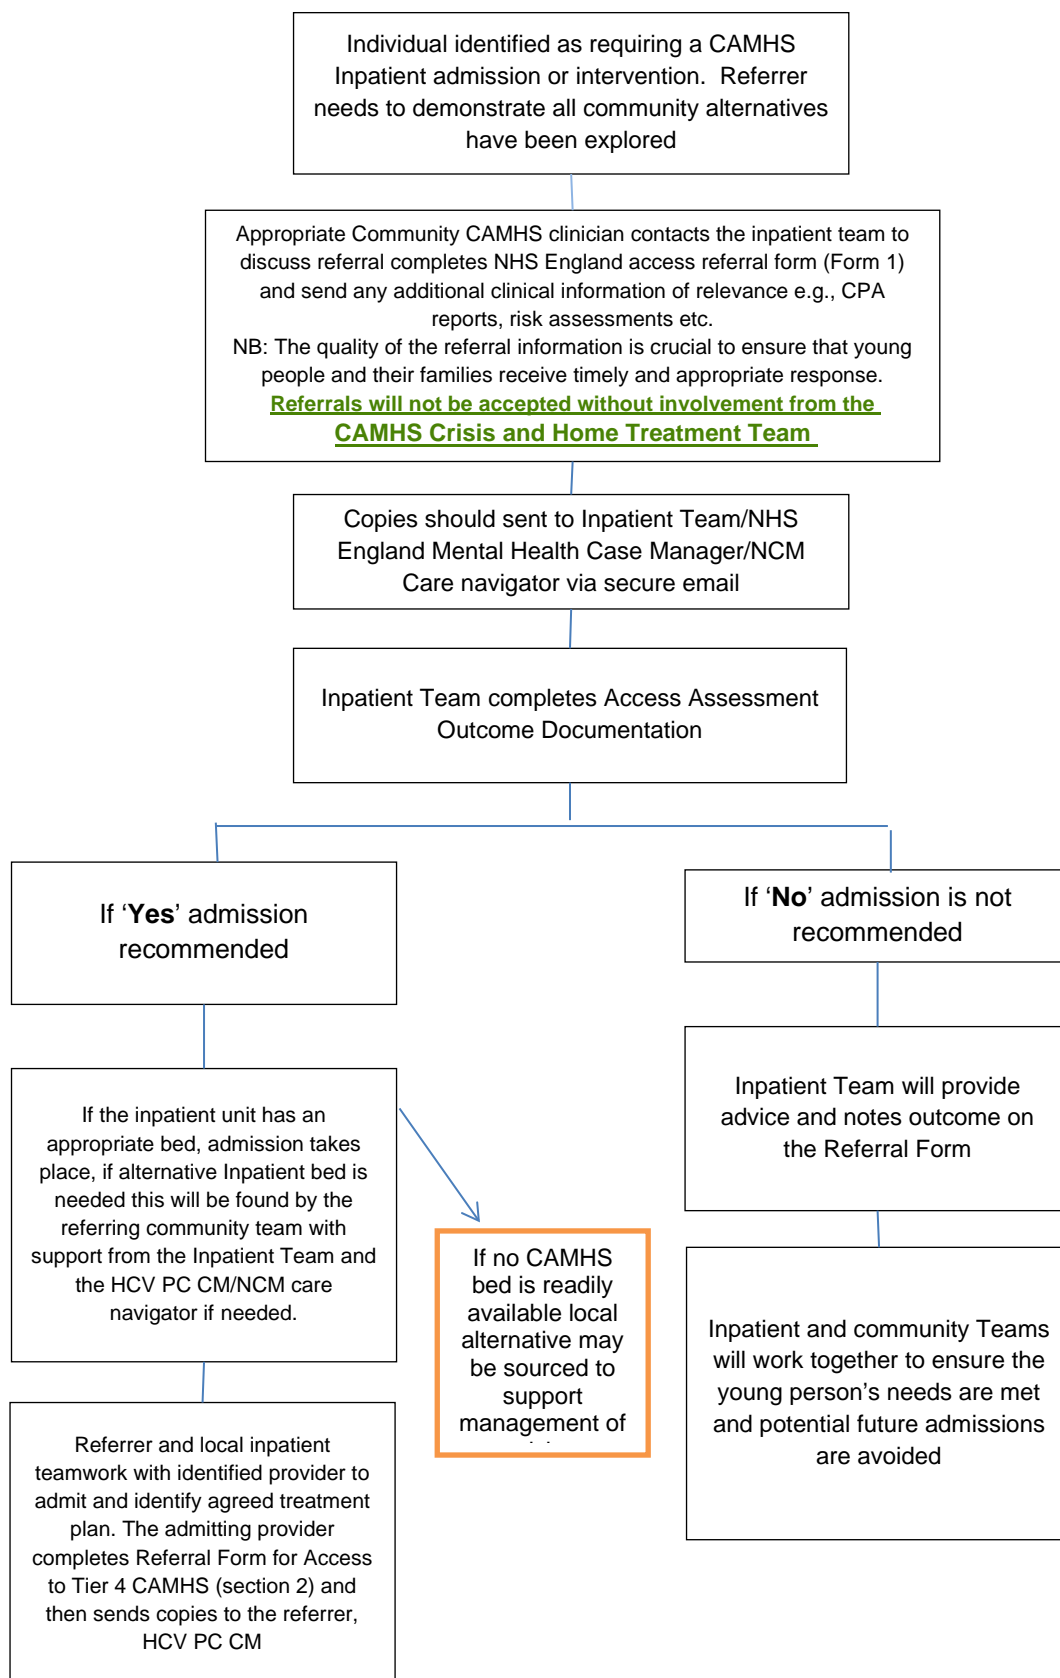 Individual identified as requiring a CAMHS
Inpatient admission or intervention. Referrer
needs to demonstrate all community alternatives
have been explored
Appropriate Community CAMHS clinician contacts the inpatient team to
discuss referral completes NHS England access referral form (Form 1)
and send any additional clinical information of relevance e.g., CPA
reports, risk assessments etc.
NB: The quality of the referral information is crucial to ensure that young
people and their families receive timely and appropriate response.
Referrals will not be accepted without involvement from the
CAMHS Crisis and Home Treatment Team
Copies should sent to Inpatient Team/NHS
England Mental Health Case Manager/NCM
Care navigator via secure email
Inpatient Team completes Access Assessment
Outcome Documentation
If ‘Yes’ admission
recommended
If ‘No’ admission is not
recommended
If the inpatient unit has an
appropriate bed, admission takes
place, if alternative Inpatient bed is
needed this will be found by the
referring community team with
support from the Inpatient Team and
the HCV PC CM/NCM care
navigator if needed.
Inpatient Team will provide
advice and notes outcome on
the Referral Form
If no CAMHS
bed is readily
available local
alternative may
be sourced to
support
management of
Inpatient and community Teams
will work together to ensure the
young person’s needs are met
and potential future admissions
are avoided
Referrer and local inpatient
teamwork with identified provider to
admit and identify agreed treatment
plan. The admitting provider
completes Referral Form for Access
to Tier 4 CAMHS (section 2) and
then sends copies to the referrer,
HCV PC CM